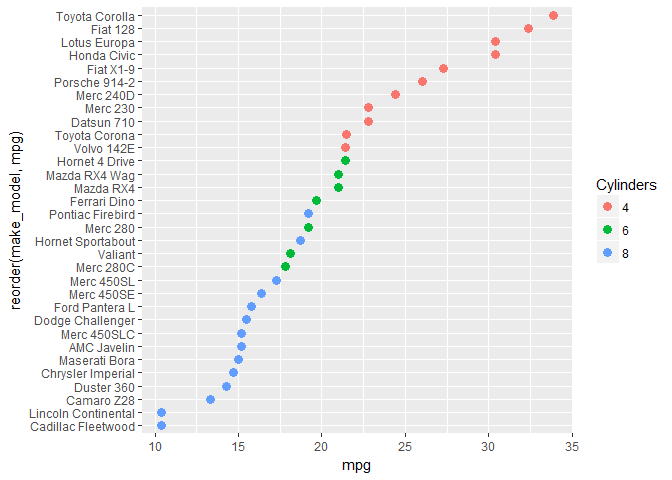 Toyota Corolla
Fiat 128
Lotus Europa
Honda Civic
Fiat X1-9
Porsche 914-2
Merc 240D
Merc 230
Datsun 710
Toyota Corona
Volvo 142E
Hornet 4 Drive
Mazda RX4 Wag
Mazda RX4
Ferrari Dino
Pontiac Firebird
Merc 280
Hornet Sportabout
Valiant
Merc 280C
Merc 450SL
Merc 450SE
Ford Pantera L
Dodge Challenger
Merc 450SLC
AMC Javelin
Maserati Bora
Chrysler Imperial
Duster 360
Camaro Z28
Lincoln Continental
Cadillac Fleetwood
reorder(make_model, mpg)
10 15 20 25 30 35
mpg
Cylinders
4
6
8